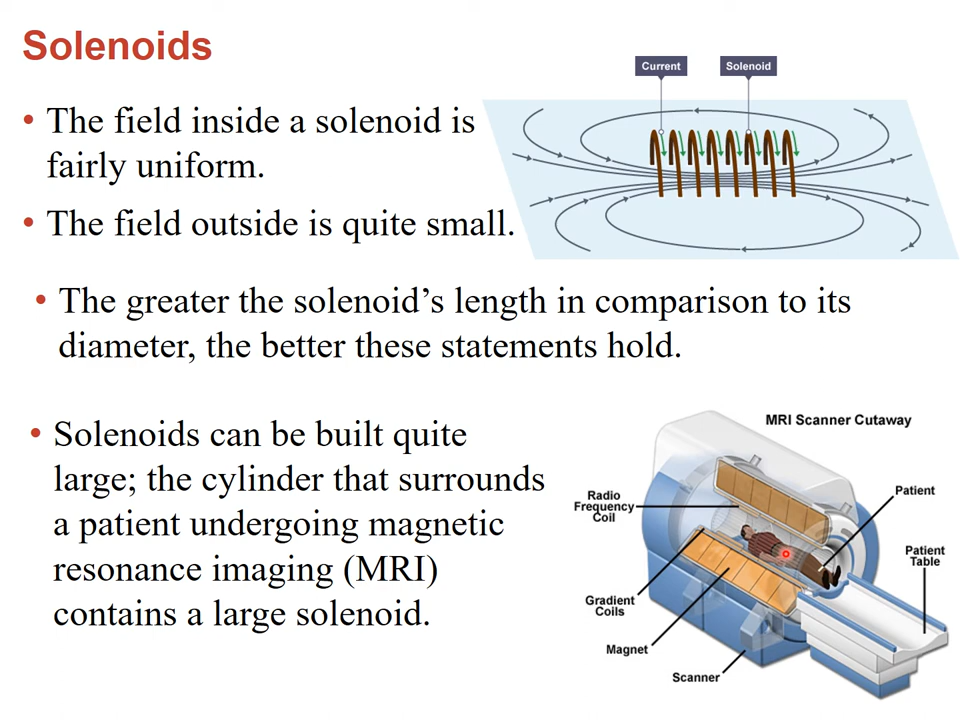 Solenoids
Current
Solenoid
• The field inside a solenoid is
fairly uniform.
• The field outside is quite small.
• The greater the solenoid’s length in comparison to its
diameter, the better these statements hold.
• Solenoids can be built quite
large; the cylinder that surrounds
a patient undergoing magnetic
resonance imaging (MRI)
contains a large solenoid.
MRI Scanner Cutaway
Radio
Frequency
Coil
Patient
Patient
Table
Gradient
Coils
Magnet
Scanner